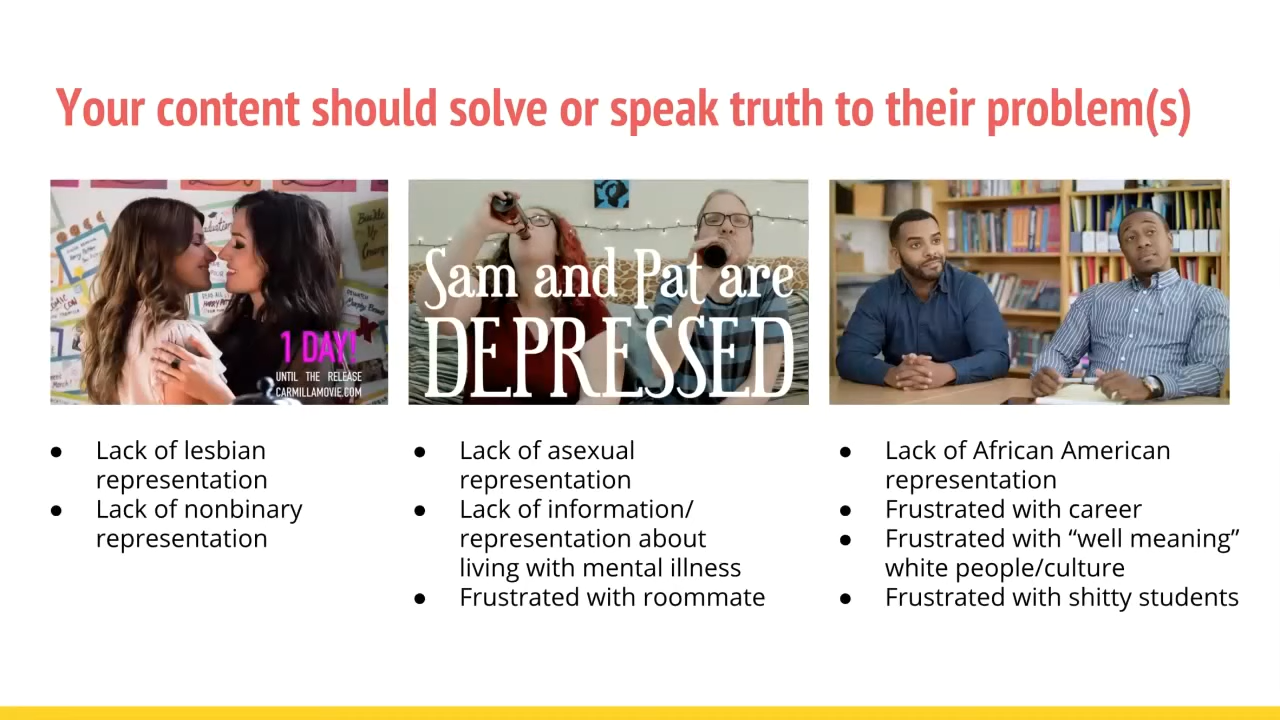 Your content should solve or speak truth to their problem(s)
1 DAY!
UNTIL THE RELEASE
CARMILLAMOVIE.COM
Sam and Pat are
DEPRESSED
● Lack of lesbian
representation
● Lack of nonbinary
representation
● Lack of asexual
representation
● Lack of information/
representation about
living with mental illness
● Frustrated with roommate
● Lack of African American
representation
● Frustrated with career
● Frustrated with “well meaning”
white people/culture
● Frustrated with shitty students